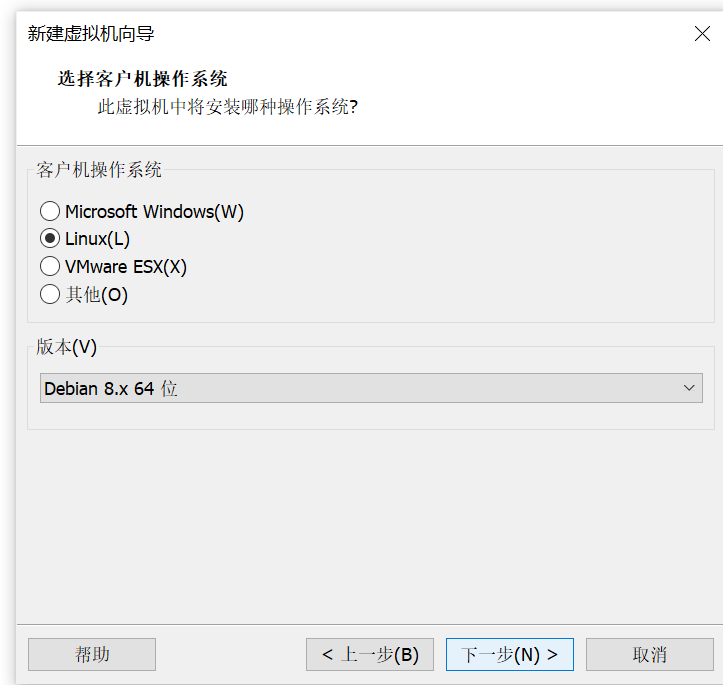 新建虚拟机向导
选择客户机操作系统
此虚拟机中将安装哪种操作系统?
客户机操作系统
Microsoft Windows(W)
Linux(L)
VMware ESX(X)
其他(O)
版本(V)
Debian 8.x 64 位
帮助
< 上一步(B)
下一步(N) >
取消